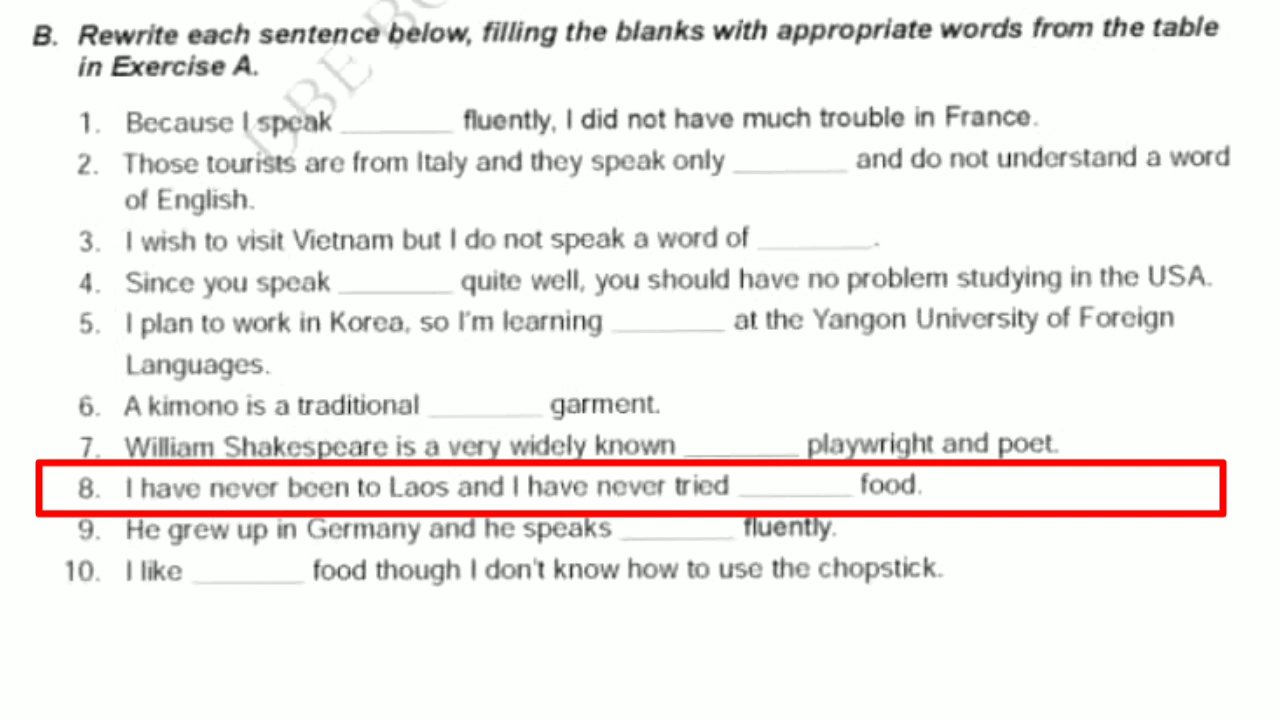 B. Rewrite each sentence below, filling the blanks with appropriate words from the table
in Exercise A.
1. Because I speak ________ fluently, I did not have much trouble in France.
2. Those tourists are from Italy and they speak only ________ and do not understand a word
of English.
3. I wish to visit Vietnam but I do not speak a word of ________.
4. Since you speak ________ quite well, you should have no problem studying in the USA.
5. I plan to work in Korea, so I'm learning ________ at the Yangon University of Foreign
Languages.
6. A kimono is a traditional ________ garment.
7. William Shakespeare is a very widely known ________ playwright and poet.
8. I have never been to Laos and I have never tried ________ food.
9. He grew up in Germany and he speaks ________ fluently.
10. I like ________ food though I don't know how to use the chopstick.